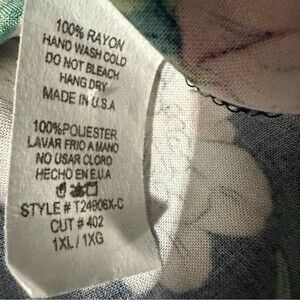 100% RAYON
HAND WASH COLD
DO NOT BLEACH
HANG DRY
MADE IN U.S.A
100%POLIESTER
LAVAR FRIO A MANO
NO USAR CLORO
HECHO EN E.U.A
STYLE # T24906X-C
CUT # 402
1XL / 1XG